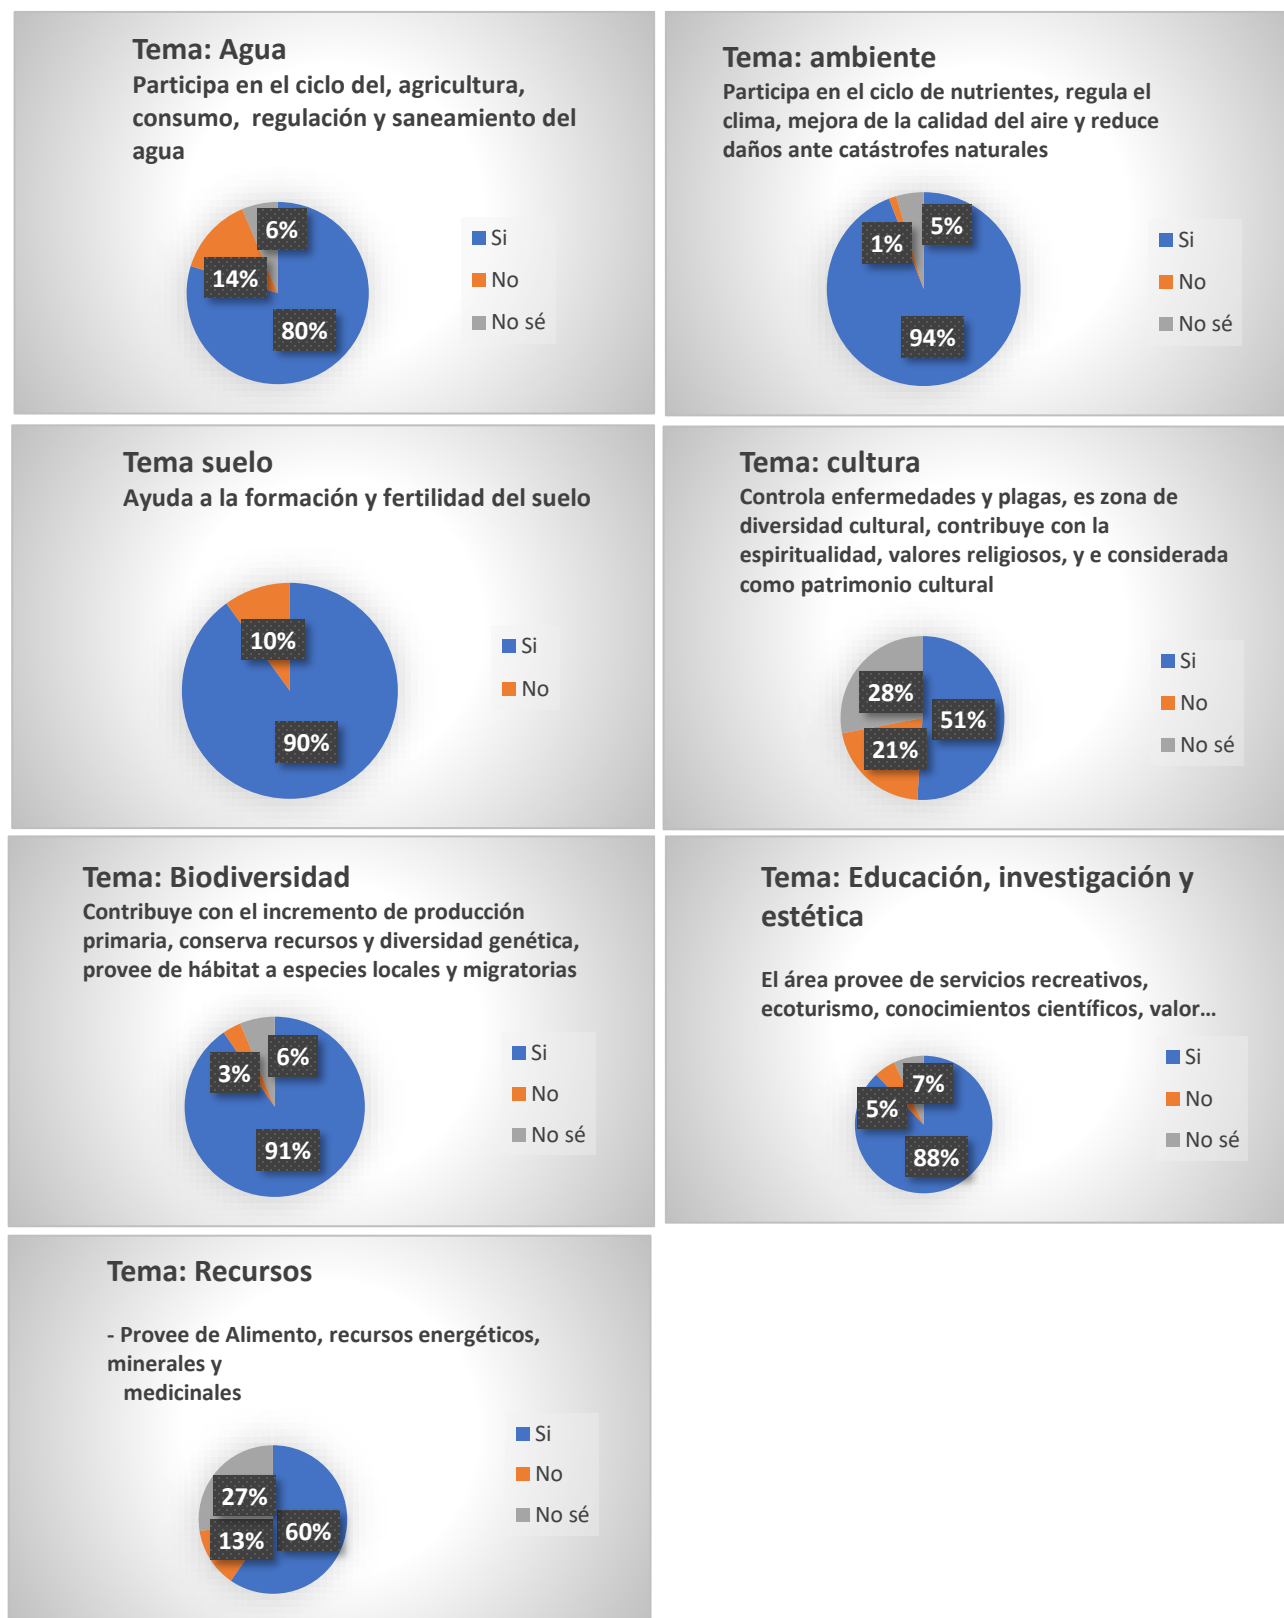 Tema: Agua
Participa en el ciclo del, agricultura,
consumo, regulación y saneamiento del
agua
6%
14%
80%
Si
No
No sé
Tema: ambiente
Participa en el ciclo de nutrientes, regula el
clima, mejora de la calidad del aire y reduce
daños ante catástrofes naturales
5%
1%
94%
Si
No
No sé
Tema suelo
Ayuda a la formación y fertilidad del suelo
10%
90%
Si
No
Tema: cultura
Controla enfermedades y plagas, es zona de
diversidad cultural, contribuye con la
espiritualidad, valores religiosos, y e considerada
como patrimonio cultural
28%
51%
21%
Si
No
No sé
Tema: Biodiversidad
Contribuye con el incremento de producción
primaria, conserva recursos y diversidad genética,
provee de hábitat a especies locales y migratorias
6%
3%
91%
Si
No
No sé
Tema: Educación, investigación y
estética
El área provee de servicios recreativos,
ecoturismo, conocimientos científicos, valor...
7%
5%
88%
Si
No
No sé
Tema: Recursos
- Provee de Alimento, recursos energéticos,
minerales y
medicinales
27%
13%
60%
Si
No
No sé